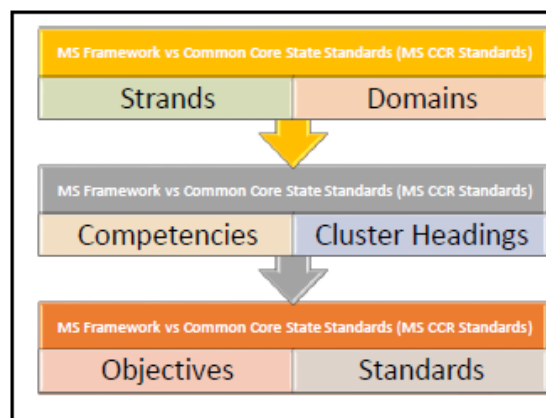 MS Framework vs Common Core State Standards (MS CCR Standards)
Strands Domains
MS Framework vs Common Core State Standards (MS CCR Standards)
Competencies Cluster Headings
MS Framework vs Common Core State Standards (MS CCR Standards)
Objectives Standards